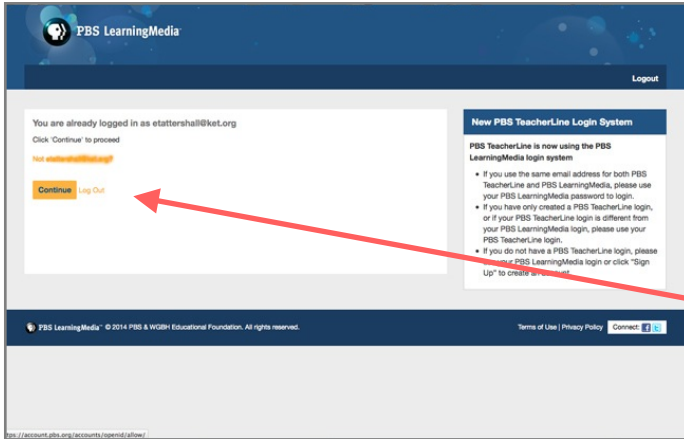 PBS LearningMedia
Logout
You are already logged in as etattershall@ket.org
Click 'Continue' to proceed
Not
Continue Log Out
New PBS TeacherLine Login System
PBS TeacherLine is now using the PBS
LearningMedia login system
• If you use the same email address for both PBS
TeacherLine and PBS LearningMedia, please use
your PBS LearningMedia password to login.
• If you have only created a PBS TeacherLine login,
or if your PBS TeacherLine login is different from
your PBS LearningMedia login, please use your
PBS TeacherLine login.
• If you do not have a PBS TeacherLine login, please
your PBS LearningMedia login or click "Sign
Up" to create an account.
PBS LearningMedia™ © 2014 PBS & WGBH Educational Foundation. All rights reserved.
Terms of Use | Privacy Policy Connect:
tps://account.pbs.org/accounts/openid/allow/